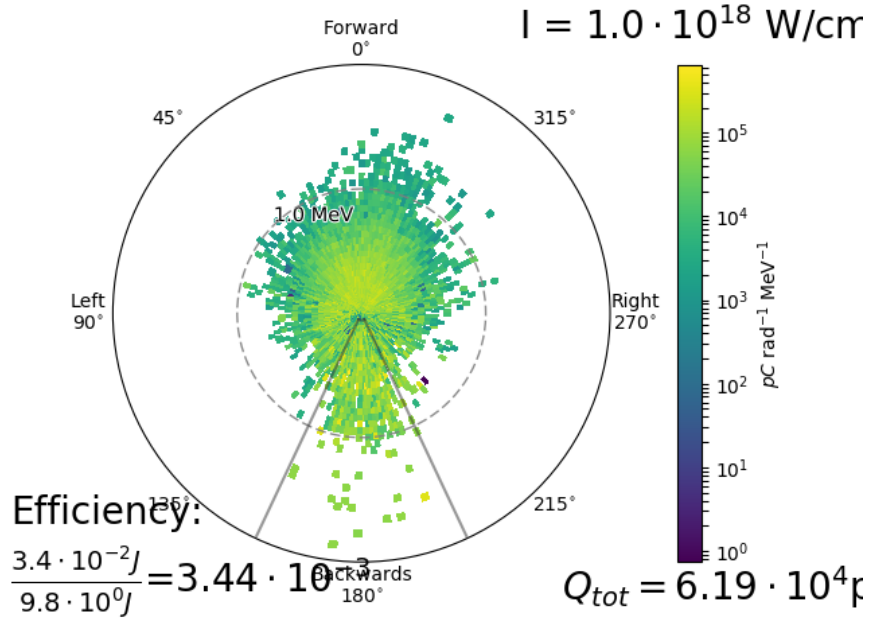 I = 1.0 · 10¹⁸ W/cm
Forward
0°
45°
315°
10⁵
1.0 MeV
10⁴
Left
90°
Right
270°
10³
pC rad⁻¹ MeV⁻¹
10²
10¹
135°
215°
Efficiency:
10⁰
3.4 · 10⁻² J / 9.8 · 10⁰ J =3.44 · 10⁻³
Backwards
180°
Q_tot = 6.19 · 10⁴p